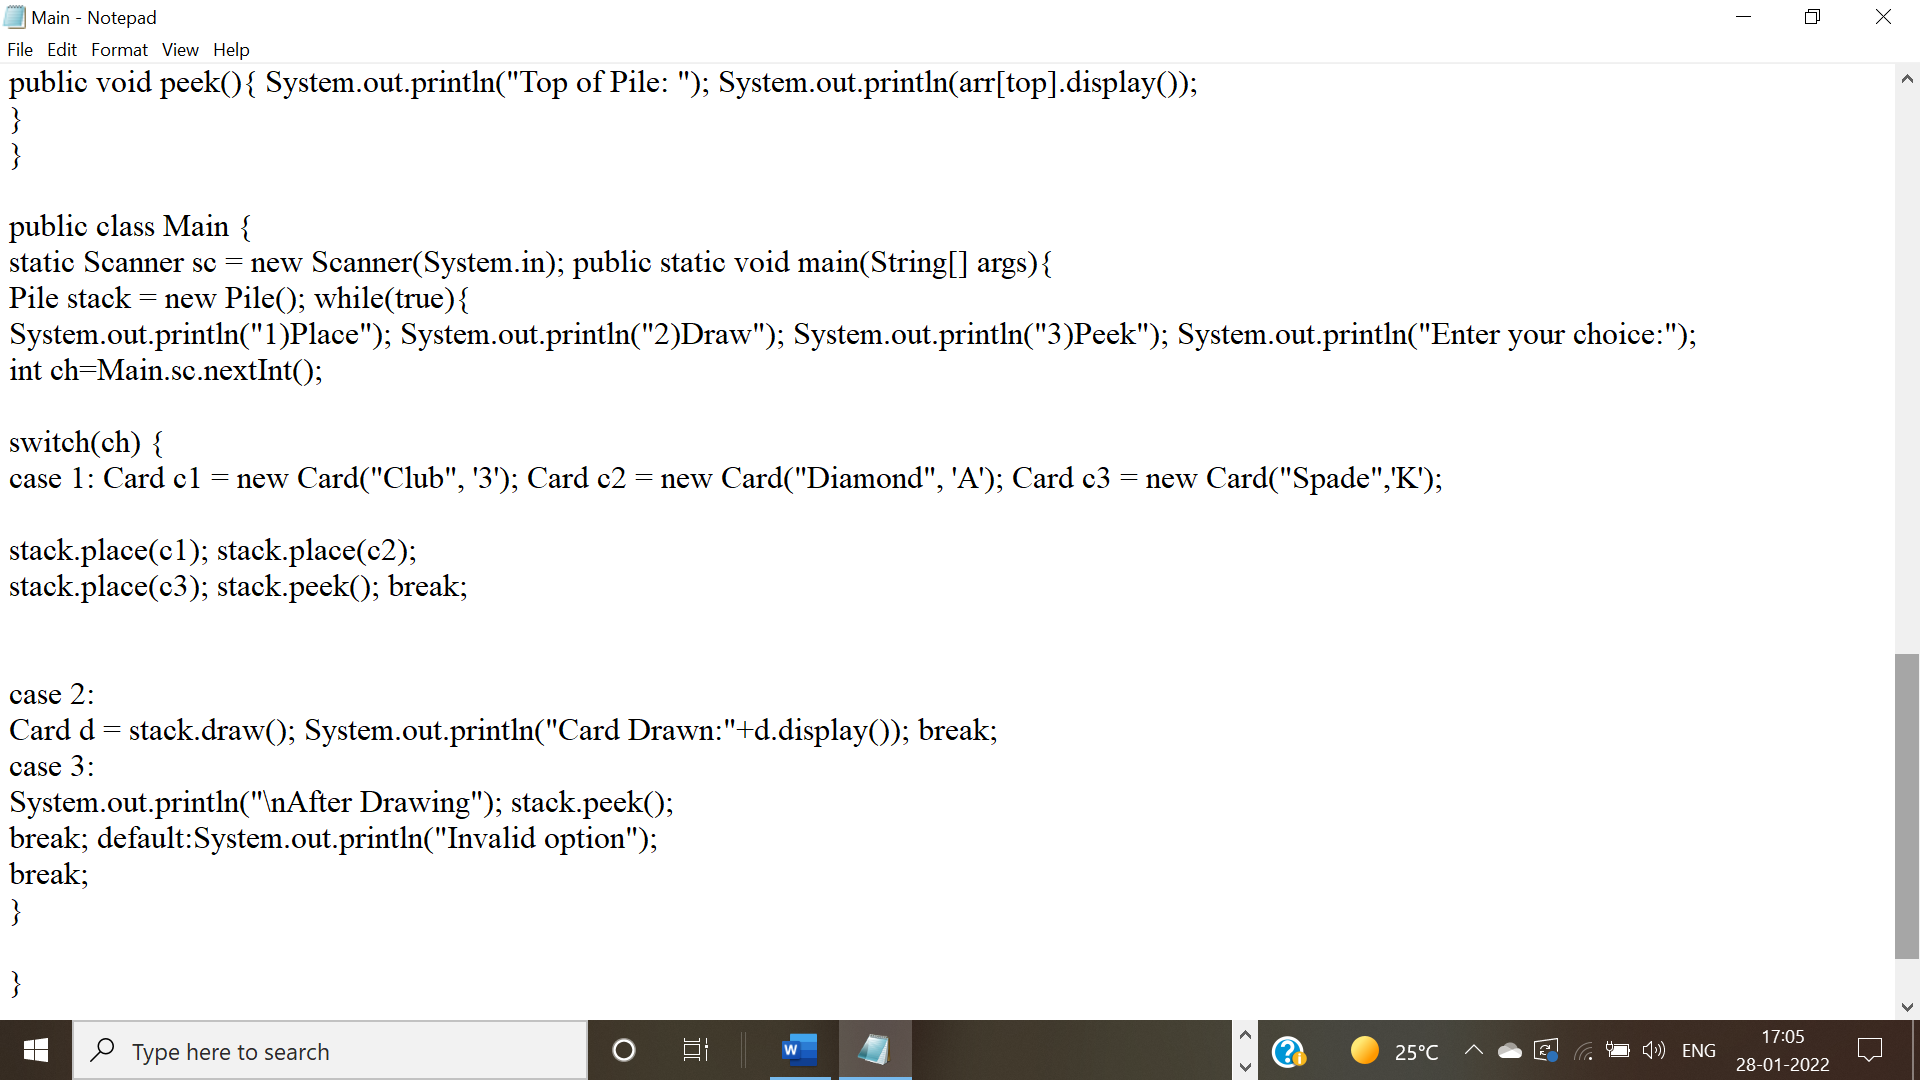 Main - Notepad
File Edit Format View Help
public void peek(){ System.out.println("Top of Pile: "); System.out.println(arr[top].display());
}
}
public class Main {
static Scanner sc = new Scanner(System.in); public static void main(String[] args){
Pile stack = new Pile(); while(true){
System.out.println("1)Place"); System.out.println("2)Draw"); System.out.println("3)Peek"); System.out.println("Enter your choice:");
int ch=Main.sc.nextInt();
switch(ch) {
case 1: Card c1 = new Card("Club", '3'); Card c2 = new Card("Diamond", 'A'); Card c3 = new Card("Spade",'K');
stack.place(c1); stack.place(c2);
stack.place(c3); stack.peek(); break;
case 2:
Card d = stack.draw(); System.out.println("Card Drawn:"+d.display()); break;
case 3:
System.out.println("\nAfter Drawing"); stack.peek();
break; default:System.out.println("Invalid option");
break;
}
}
Type here to search
W
25°C
ENG
17:05
28-01-2022